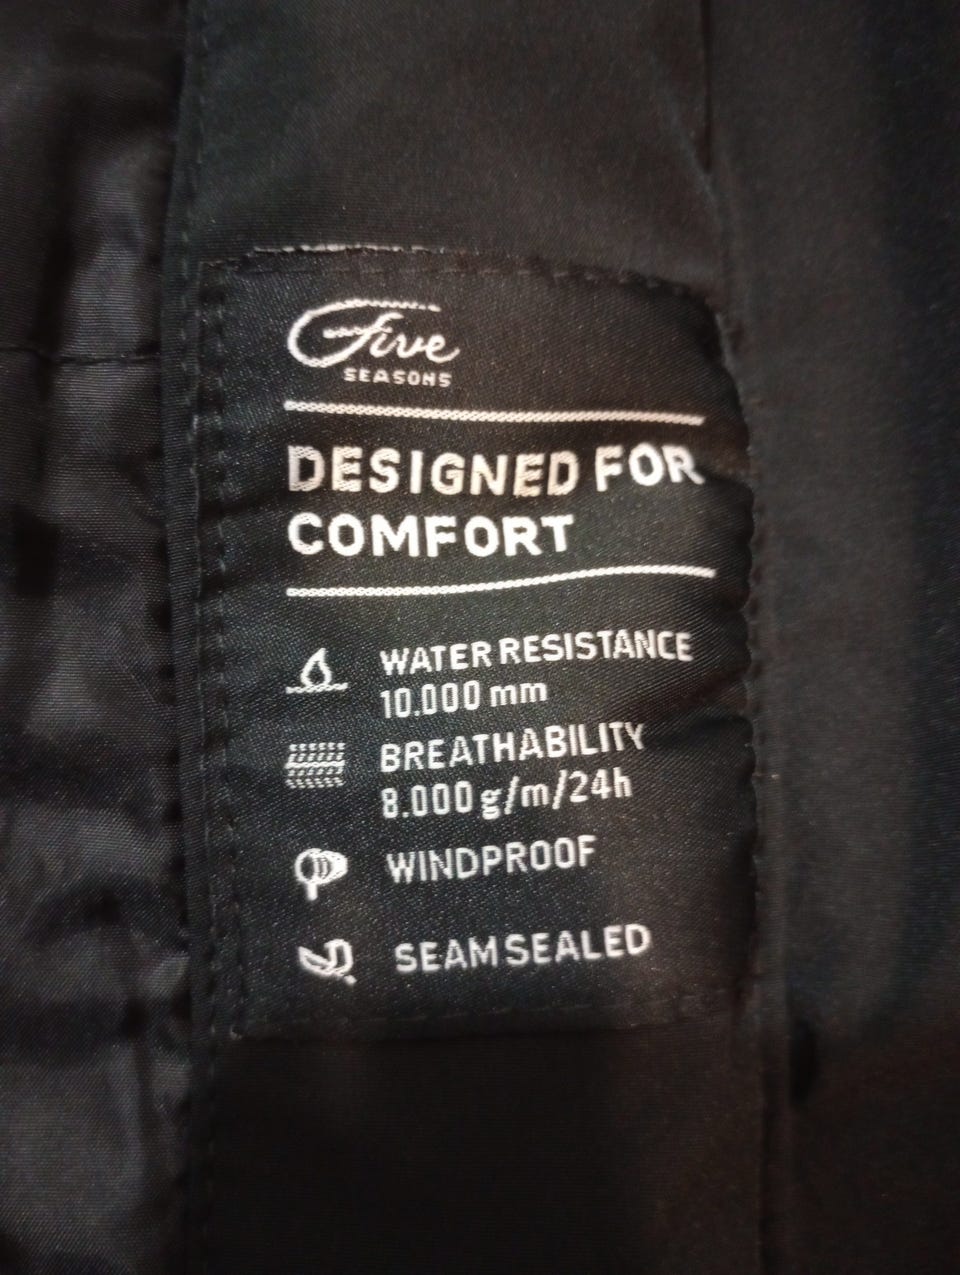 Five
SEASONS
DESIGNED FOR
COMFORT
WATER RESISTANCE
10.000 mm
BREATHABILITY
8.000 g/m/24h
WINDPROOF
SEAM SEALED